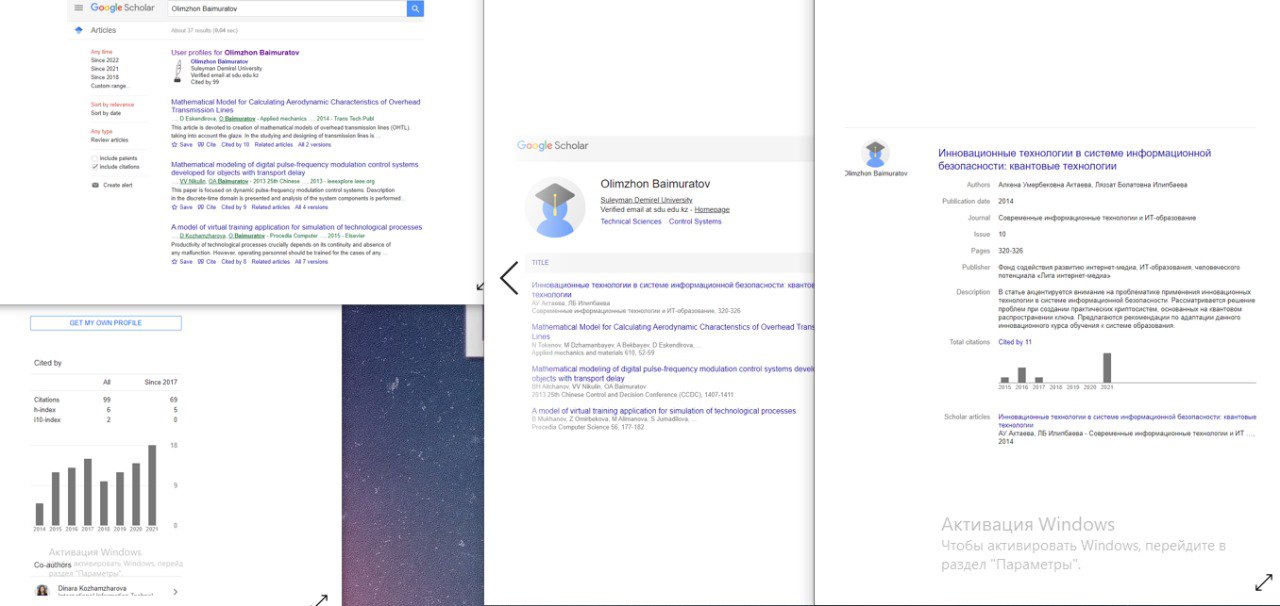 Google Scholar
Olimzhon Baimuratov
Articles
About 37 results (0,04 sec)
Any time
Since 2022
Since 2021
Since 2018
Custom range...
Sort by relevance
Sort by date
Any type
Review articles
include patents
include citations
Create alert
User profiles for Olimzhon Baimuratov
Olimzhon Baimuratov
Suleyman Demirel University
Verified email at sdu.edu.kz
Cited by 99
Mathematical Model for Calculating Aerodynamic Characteristics of Overhead
Transmission Lines
... D Eskendirova, O Baimuratov - Applied mechanics ..., 2014 - Trans Tech Publ
This article is devoted to creation of mathematical models of overhead transmission lines (OHTL),
taking into account the glaze. In the studying and designing of transmission lines is ...
Save Cite Cited by 10 Related articles All 2 versions
Mathematical modeling of digital pulse-frequency modulation control systems
developed for objects with transport delay
... VV Nikulin, OA Baimuratov - 2013 25th Chinese ..., 2013 - ieeexplore.ieee.org
This paper is focused on dynamic pulse-frequency modulation control systems. Description
in the discrete-time domain is presented and analysis of the system components is performed...
Save Cite Cited by 9 Related articles All 4 versions
A model of virtual training application for simulation of technological processes
... D Kozhamzharova, O Baimuratov - Procedia Computer ..., 2015 - Elsevier
Productivity of technological processes crucially depends on its continuity and absence of
any malfunction. However, operating personnel should be trained for the cases of any ...
Save Cite Cited by 8 Related articles All 7 versions
GET MY OWN PROFILE
Cited by
All Since 2017
Citations 99 69
h-index 6 5
i10-index 2 0
18
9
0
2014 2015 2016 2017 2018 2019 2020 2021
Активация Windows
Co-authors
активировать Windows, перейд
раздел "Параметры".
Dinara Kozhamzharova
International Information Technol
Google Scholar
Olimzhon Baimuratov
Suleyman Demirel University
Verified email at sdu.edu.kz - Homepage
Technical Sciences Control Systems
TITLE
Инновационные технологии в системе информационной безопасности: квантов
технологии
АУ Актаева, ЛБ Илипбаева
Современные информационные технологии и ИТ-образование, 320-326
Mathematical Model for Calculating Aerodynamic Characteristics of Overhead Trans
Lines
N Tokenov, M Dzhamanbayev, A Bekbayev, D Eskendirova, ...
Applied mechanics and materials 610, 52-59
Mathematical modeling of digital pulse-frequency modulation control systems devel
objects with transport delay
VV Nikulin, OA Baimuratov
2013 25th Chinese Control and Decision Conference (CCDC), 1407-1411
A model of virtual training application for simulation of technological processes
B Mukhanov, Z Omirbekova, M Alimanova, S Jumadilova, ...
Procedia Computer Science 56, 177-182
Olimzhon Baimuratov
Инновационные технологии в системе информационной
безопасности: квантовые технологии
Authors Алкена Умербековна Актаева, Ляззат Болатовна Илипбаева
Publication date 2014
Journal Современные информационные технологии и ИТ-образование
Issue 10
Pages 320-326
Publisher Фонд содействия развитию интернет-медиа, ИТ-образования, человеческого
потенциала «Лига интернет-медиа»
Description В статье акцентируется внимание на проблематике применения инновационных
технологии в системе информационной безопасности. Рассматривается решение
проблем при создании практических криптосистем, основанных на квантовом
распространении ключа. Предлагаются рекомендации по адаптации данного
инновационного курса обучения к системе образования.
Total citations Cited by 11
2015 2016 2017 2018 2019 2020 2021
Scholar articles Инновационные технологии в системе информационной безопасности: квантовые
технологии
АУ Актаева, ЛБ Илипбаева - Современные информационные технологии и ИТ ...,
2014
Активация Windows
Чтобы активировать Windows, перейдите в
раздел "Параметры".